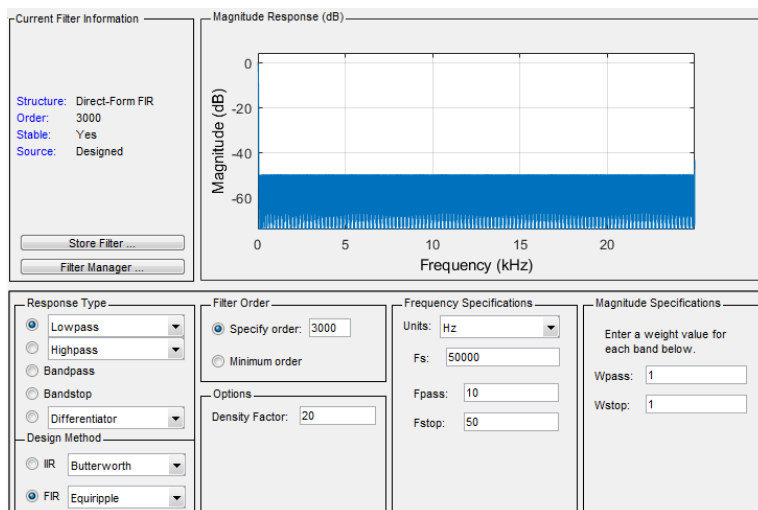 Current Filter Information
Structure: Direct-Form FIR
Order: 3000
Stable: Yes
Source: Designed
Store Filter ...
Filter Manager ...
Magnitude Response (dB)
Magnitude (dB)
0
-20
-40
-60
0 5 10 15 20
Frequency (kHz)
Response Type
Lowpass
Highpass
Bandpass
Bandstop
Differentiator
Design Method
IIR Butterworth
FIR Equiripple
Filter Order
Specify order: 3000
Minimum order
Options
Density Factor: 20
Frequency Specifications
Units: Hz
Fs: 50000
Fpass: 10
Fstop: 50
Magnitude Specifications
Enter a weight value for
each band below.
Wpass: 1
Wstop: 1